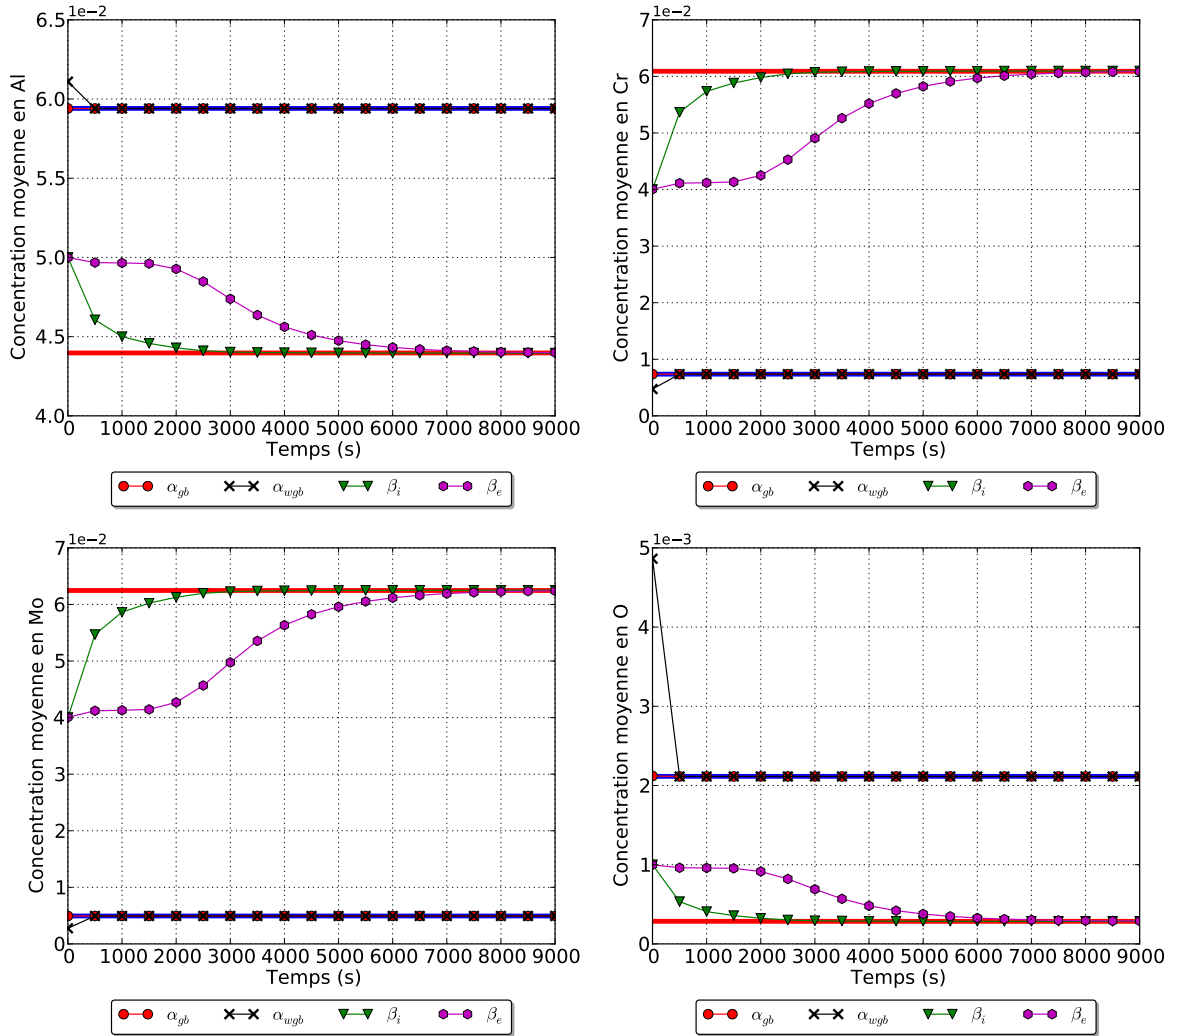 1e−2
6.5
6.0
5.5
5.0
4.5
4.0
Concentration moyenne en Al
0 1000 2000 3000 4000 5000 6000 7000 8000 9000
Temps (s)
α_gb α_wgb β_i β_e
1e−2
7
6
5
4
3
2
1
0
Concentration moyenne en Cr
0 1000 2000 3000 4000 5000 6000 7000 8000 9000
Temps (s)
α_gb α_wgb β_i β_e
1e−2
7
6
5
4
3
2
1
0
Concentration moyenne en Mo
0 1000 2000 3000 4000 5000 6000 7000 8000 9000
Temps (s)
α_gb α_wgb β_i β_e
1e−3
5
4
3
2
1
0
Concentration moyenne en O
0 1000 2000 3000 4000 5000 6000 7000 8000 9000
Temps (s)
α_gb α_wgb β_i β_e